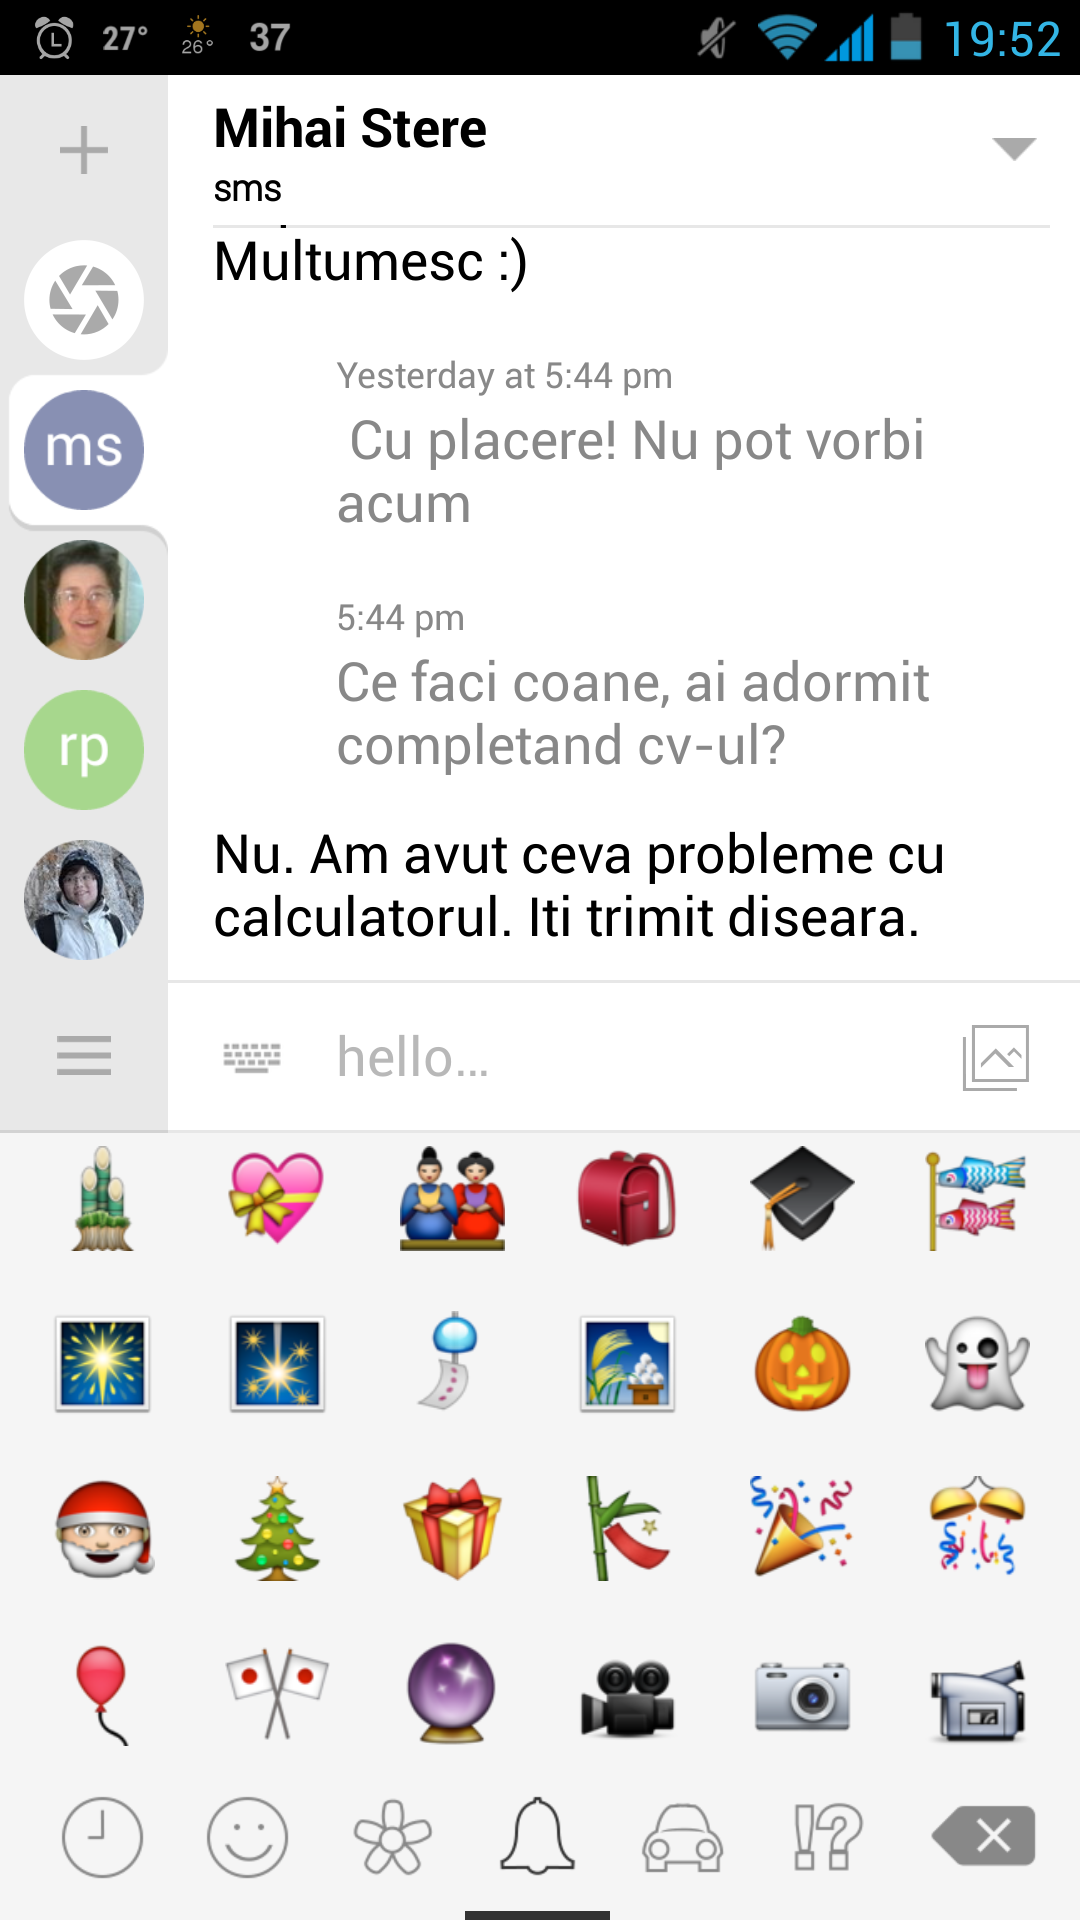 27° 26° 37 19:52
Mihai Stere
sms
Multumesc :)
Yesterday at 5:44 pm
Cu placere! Nu pot vorbi
acum
ms
5:44 pm
Ce faci coane, ai adormit
completand cv-ul?
rp
Nu. Am avut ceva probleme cu
calculatorul. Iti trimit diseara.
hello...
!?